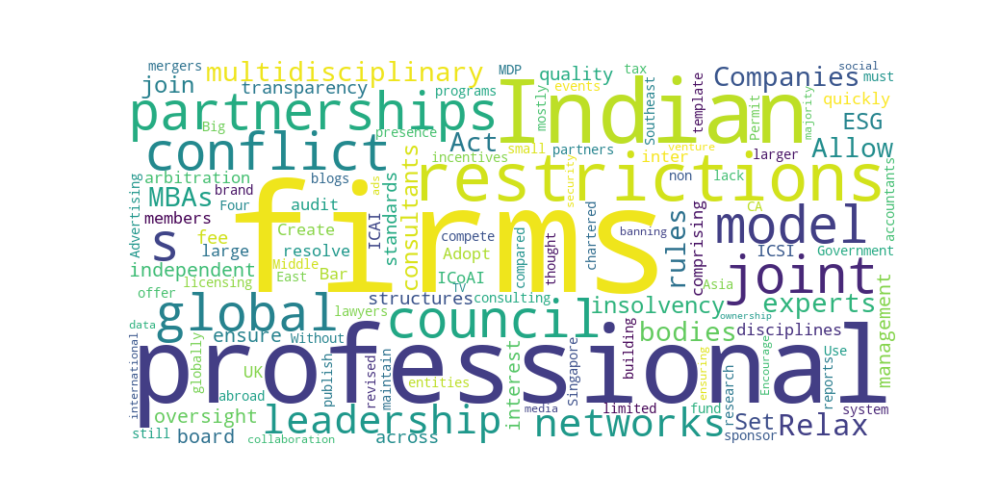 mergers
join
transparency
multidisciplinary
programs
MDP
quality
tax
Companies
social
must
events
quickly
partnerships
Indian
mostly
Southeast
template
Permit
majority
Big
presence
conflict
Act
incentives
small
partners
venture
inter
larger
ESG
Allow
arbitration
blogs
consultants
standards
restrictions
security
non
lack
accountants
MBAs
brand
Four
audit
ads
ICAI
firms
compared
thought
chartered
banning
rules
comprising
CA
model
Advertising
members
s
fee
Create
large
resolve
compete
Adopt
ICSI
Government
independent
Middle
East
Bar
licensing
ICoAI
TV
joint
Asia
offer
structures
consulting
insolvency
experts
management
global
lawyers
council
ownership
data
ensure
Without
bodies
disciplines
international
professional
globally
UK
abroad
publish
revised
maintain
entities
interest
Singapore
building
ensuring
Encourage
Use
reports
research
oversight
leadership
media
limited
fund
system
still
board
collaboration
across
networks
Set
sponsor
Relax